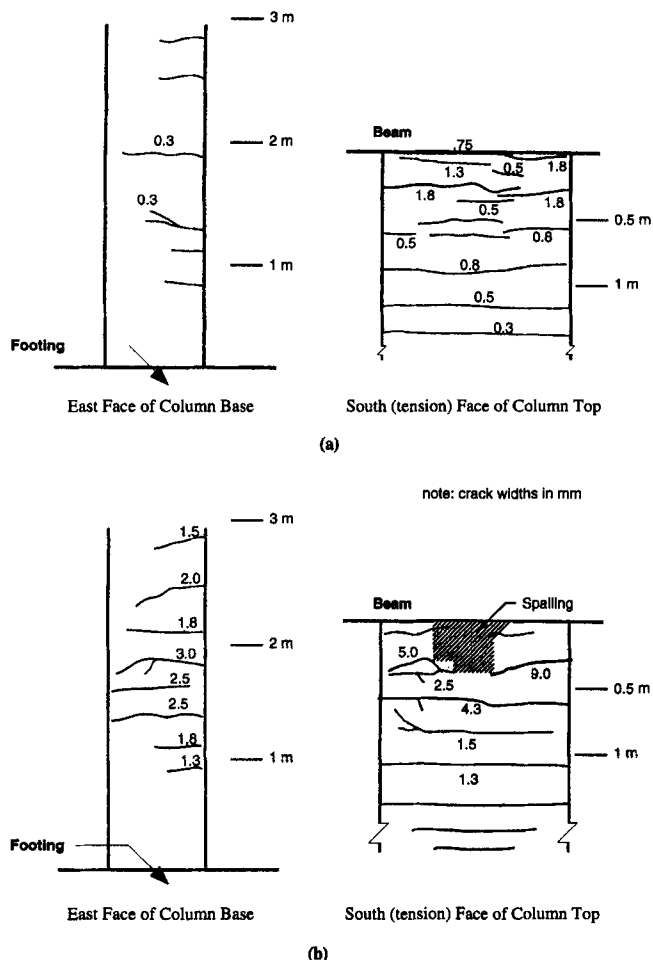 3 m
0.3
2 m
0.3
1 m
Footing
East Face of Column Base
Beam
.75
1.3
0.5
1.8
1.8
0.5
1.8
0.5 m
0.5
0.8
0.8
1 m
0.5
0.3
South (tension) Face of Column Top
(a)
note: crack widths in mm
1.5
3 m
2.0
1.8
2 m
3.0
2.5
2.5
1.8
1 m
1.3
Footing
East Face of Column Base
Beam
Spalling
5.0
9.0
2.5
0.5 m
4.3
1.5
1 m
1.3
South (tension) Face of Column Top
(b)